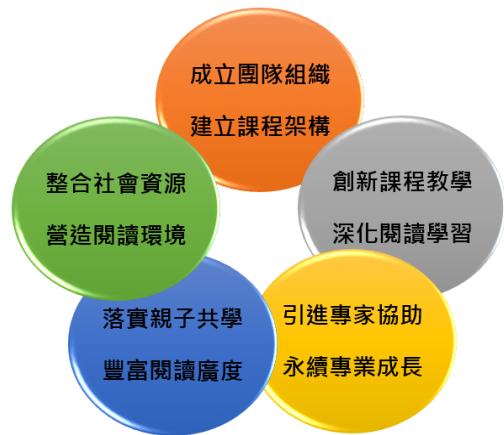 成立團隊組織
建立課程架構
創新課程教學
深化閱讀學習
引進專家協助
永續專業成長
落實親子共學
豐富閱讀廣度
整合社會資源
營造閱讀環境